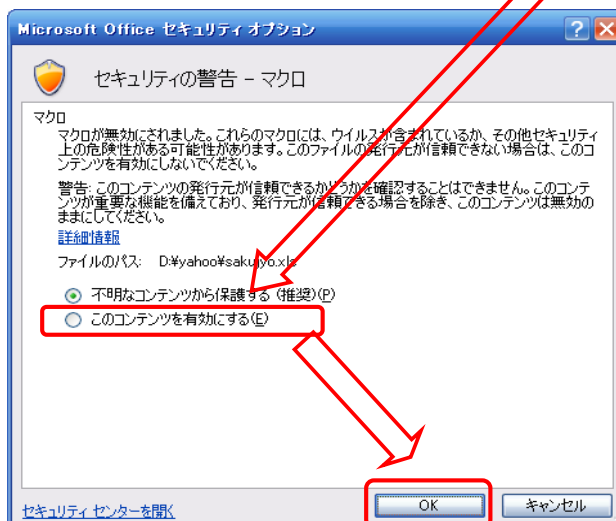 Microsoft Office セキュリティ オプション
セキュリティの警告 - マクロ
マクロ
マクロが無効にされました。これらのマクロには、ウイルスが含まれているか、その他セキュリティ
上の危険性がある可能性があります。このファイルの発行元が信頼できない場合は、このコ
ンテンツを有効にしないでください。
警告: このコンテンツの発行元が信頼できるかどうかを確認することはできません。このコンテ
ンツが重要な機能を備えており、発行元が信頼できる場合を除き、このコンテンツは無効の
ままにしてください。
詳細情報
ファイルのパス: D:¥yahoo¥sakujyo.xls
不明なコンテンツから保護する (推奨)(P)
このコンテンツを有効にする(E)
セキュリティ センターを開く
OK
キャンセル